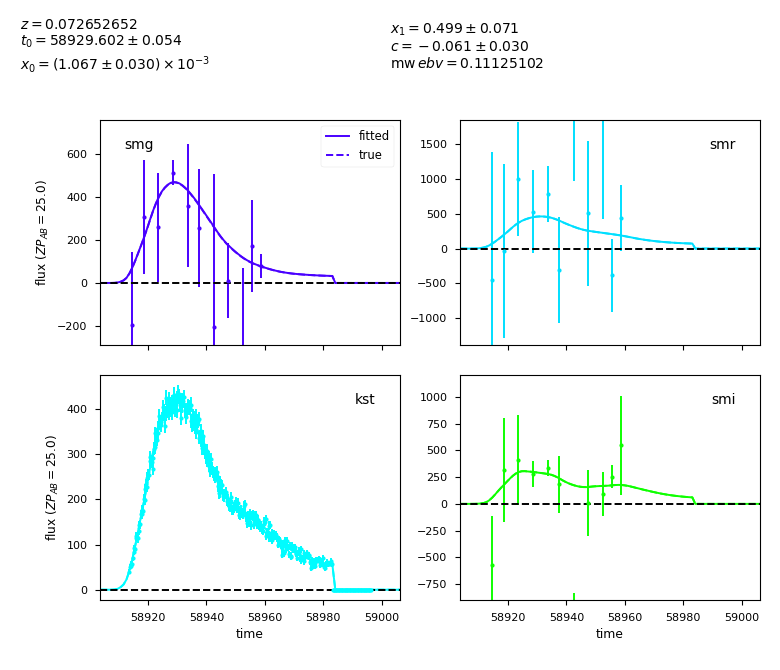 z = 0.072652652
t₀ = 58929.602 ± 0.054
x₀ = (1.067 ± 0.030) × 10⁻³
x₁ = 0.499 ± 0.071
c = −0.061 ± 0.030
mw ebv = 0.11125102
smg
fitted
true
600
400
200
0
−200
flux (ZP_AB = 25.0)
smr
1500
1000
500
0
−500
−1000
kst
400
300
200
100
0
flux (ZP_AB = 25.0)
58920 58940 58960 58980 59000
time
smi
1000
750
500
250
0
−250
−500
−750
58920 58940 58960 58980 59000
time